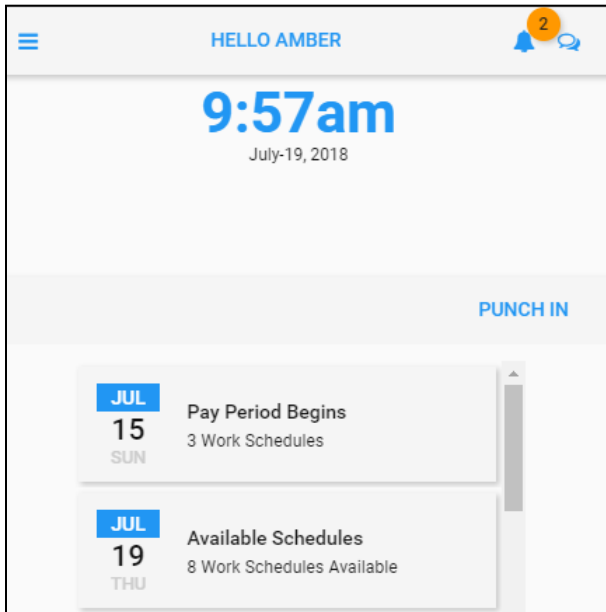 HELLO AMBER
2
9:57am
July-19, 2018
PUNCH IN
JUL
15
SUN
Pay Period Begins
3 Work Schedules
JUL
19
THU
Available Schedules
8 Work Schedules Available